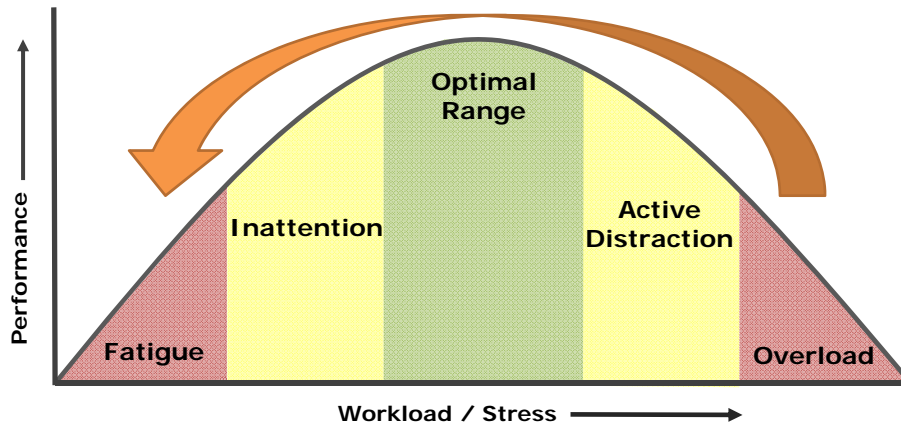 Optimal
Range
Inattention
Active
Distraction
Fatigue
Overload
Performance
Workload / Stress